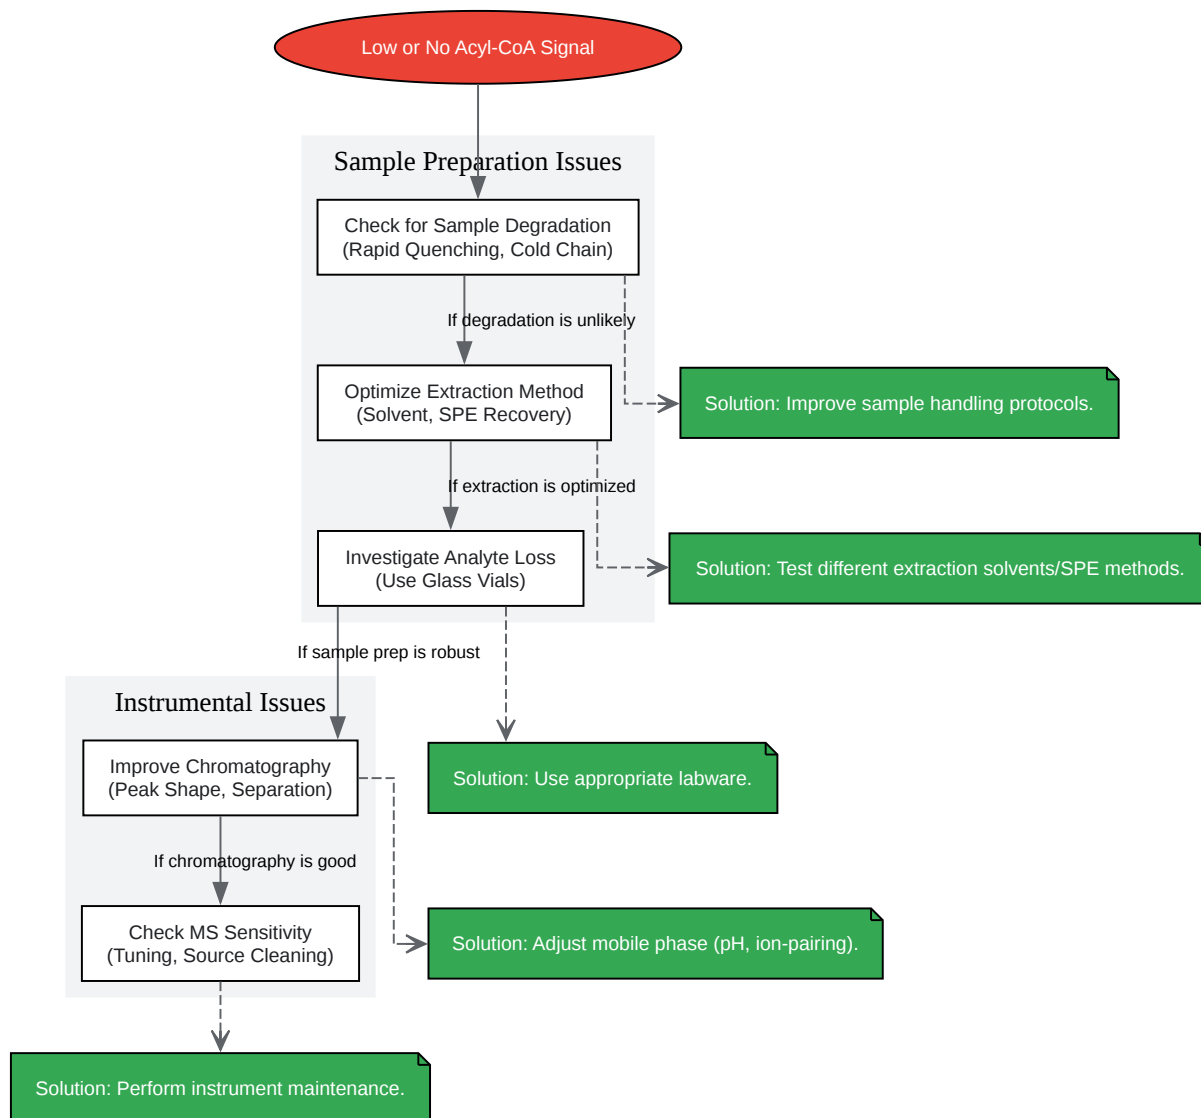 Low or No Acyl-CoA Signal
Sample Preparation Issues
Check for Sample Degradation
(Rapid Quenching, Cold Chain)
If degradation is unlikely
Optimize Extraction Method
(Solvent, SPE Recovery)
Solution: Improve sample handling protocols.
If extraction is optimized
Investigate Analyte Loss
(Use Glass Vials)
Solution: Test different extraction solvents/SPE methods.
If sample prep is robust
Instrumental Issues
Improve Chromatography
(Peak Shape, Separation)
Solution: Use appropriate labware.
If chromatography is good
Check MS Sensitivity
(Tuning, Source Cleaning)
Solution: Adjust mobile phase (pH, ion-pairing).
Solution: Perform instrument maintenance.